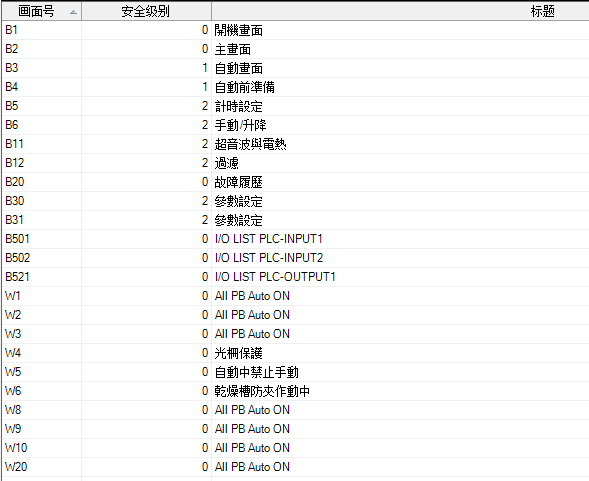 画面号 安全级别 标题
B1 0 開機畫面
B2 0 主畫面
B3 1 自動畫面
B4 1 自動前準備
B5 2 計時設定
B6 2 手動/升降
B11 2 超音波與電熱
B12 2 過濾
B20 0 故障履歷
B30 2 參數設定
B31 2 參數設定
B501 0 I/O LIST PLC-INPUT1
B502 0 I/O LIST PLC-INPUT2
B521 0 I/O LIST PLC-OUTPUT1
W1 0 All PB Auto ON
W2 0 All PB Auto ON
W3 0 All PB Auto ON
W4 0 光柵保護
W5 0 自動中禁止手動
W6 0 乾燥槽防夾作動中
W8 0 All PB Auto ON
W9 0 All PB Auto ON
W10 0 All PB Auto ON
W20 0 All PB Auto ON